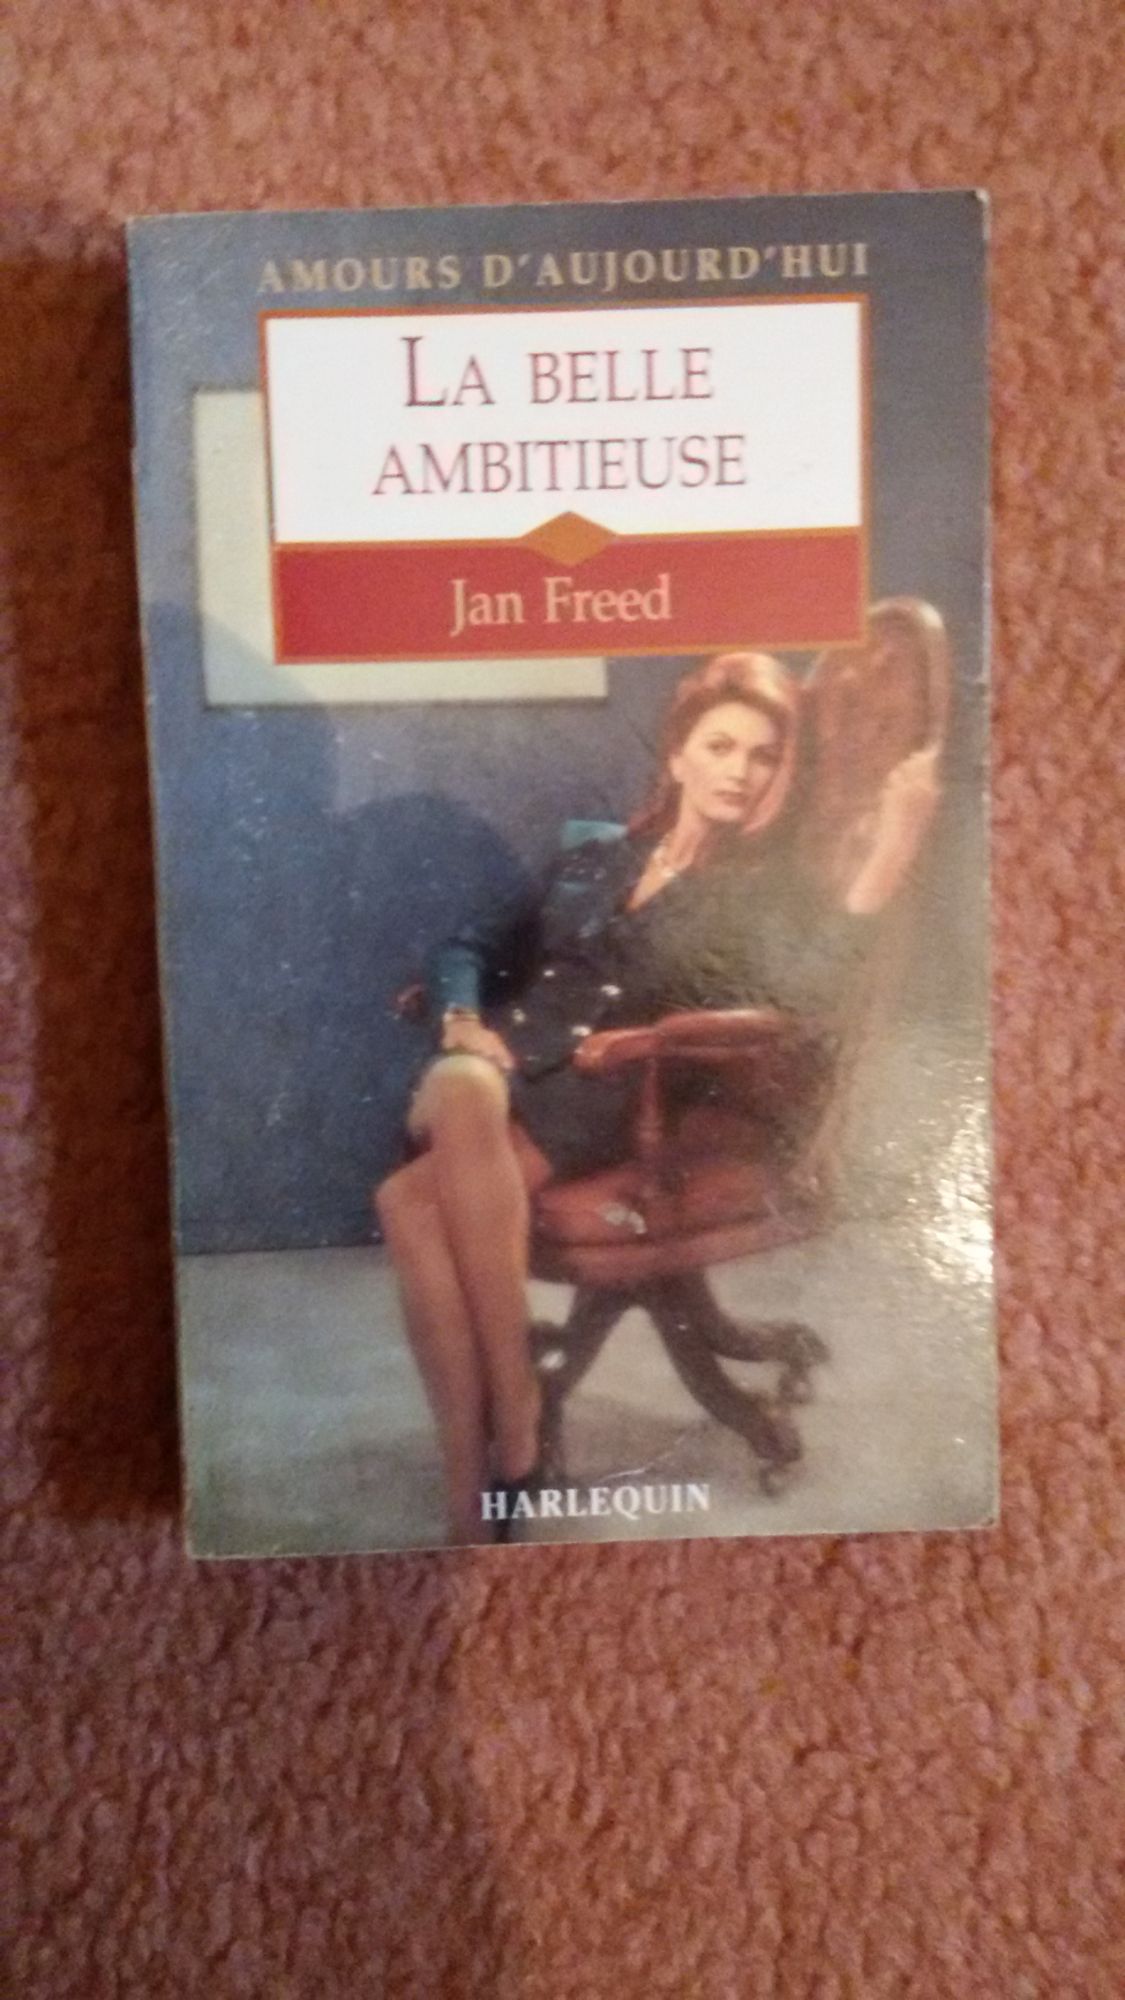 AMOURS D'AUJOURD'HUI
LA BELLE
AMBITIEUSE
Jan Freed
HARLEQUIN